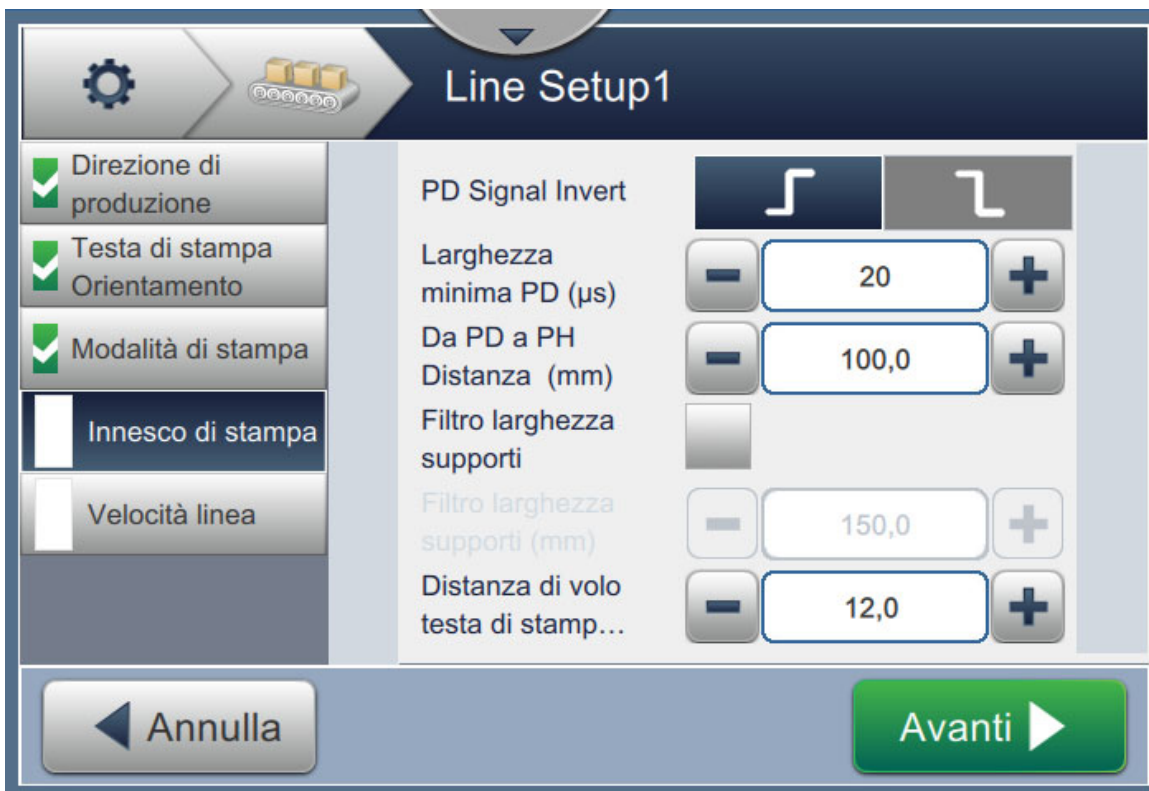 Line Setup1
Direzione di
produzione
Testa di stampa
Orientamento
Modalità di stampa
Innesco di stampa
Velocità linea
PD Signal Invert
Larghezza
minima PD (µs)
20
Da PD a PH
Distanza (mm)
100,0
Filtro larghezza
supporti
Filtro larghezza
supporti (mm)
150,0
Distanza di volo
testa di stamp…
12,0
Annulla
Avanti